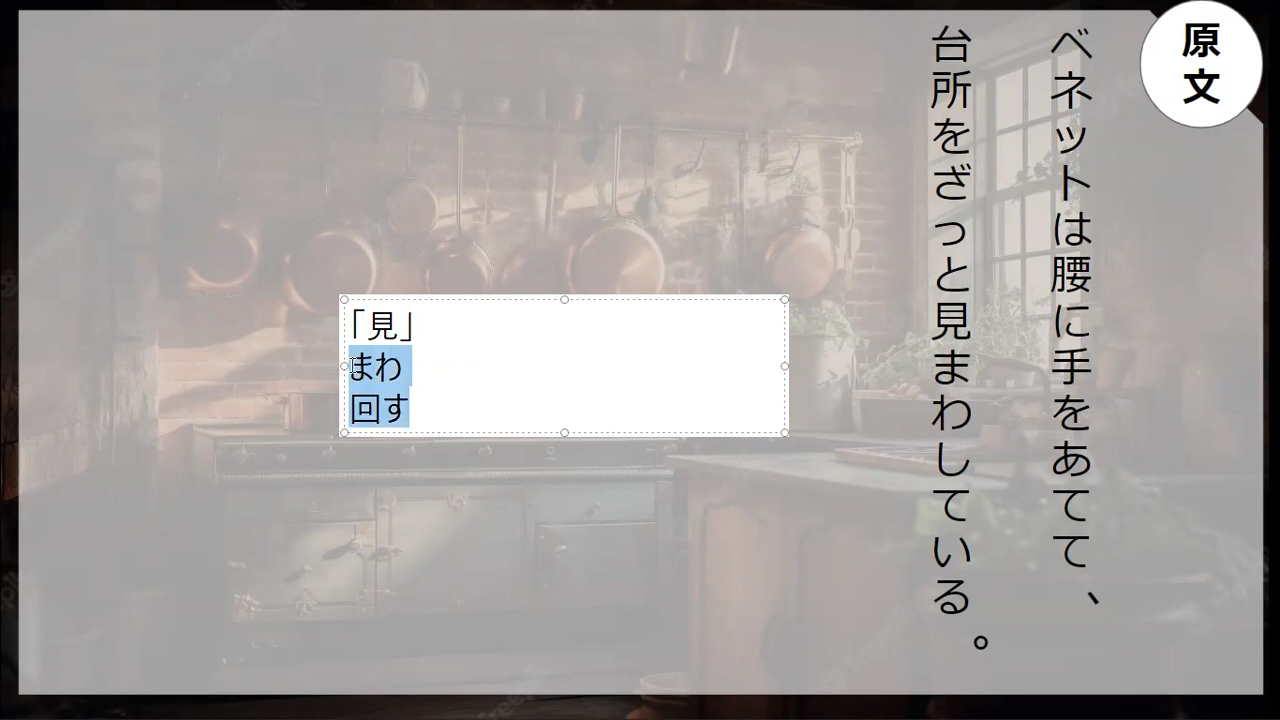 原文
ベネットは腰に手をあてて、
台所をざっと見まわしている。
「見」
まわ
回す